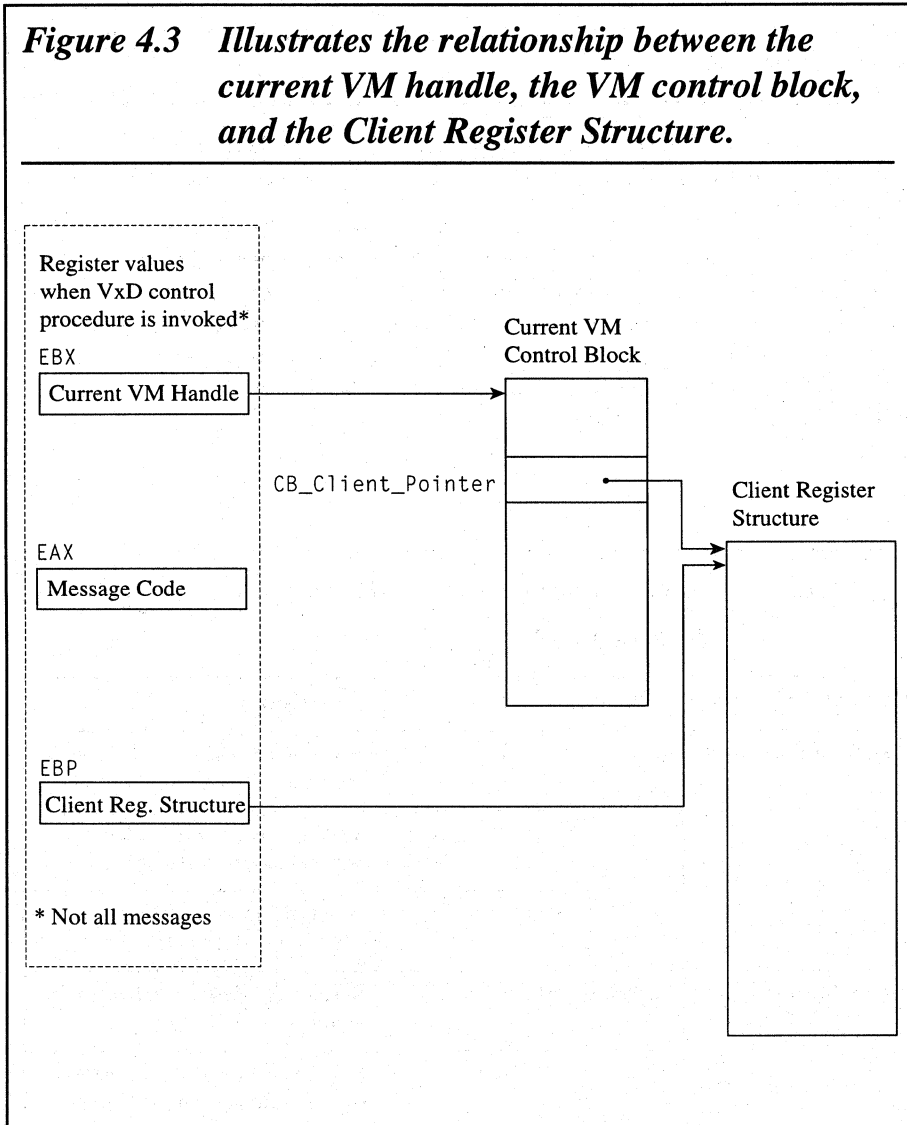 Figure 4.3 Illustrates the relationship between the
current VM handle, the VM control block,
and the Client Register Structure.
Register values
when VxD control
procedure is invoked*
EBX
Current VM Handle
Current VM
Control Block
CB_Client_Pointer
Client Register
Structure
EAX
Message Code
EBP
Client Reg. Structure
* Not all messages